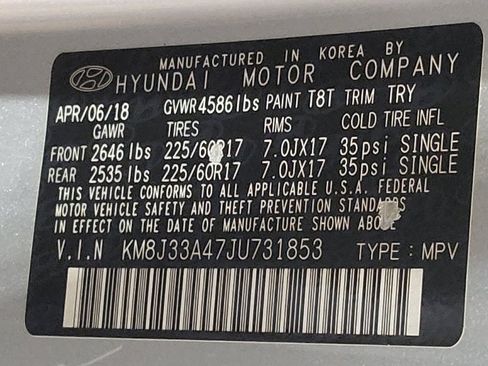 MANUFACTURED IN KOREA BY
HYUNDAI MOTOR COMPANY
APR/06/18 GVWR 4586 lbs PAINT T8T TRIM TRY
GAWR TIRES RIMS COLD TIRE INFL
FRONT 2646 lbs 225/60R17 7.0JX17 35psi SINGLE
REAR 2535 lbs 225/60R17 7.0JX17 35psi SINGLE
THIS VEHICLE CONFORMS TO ALL APPLICABLE U.S.A. FEDERAL
MOTOR VEHICLE SAFETY AND THEFT PREVENTION STANDARDS
IN EFFECT ON THE DATE OF MANUFACTURE SHOWN ABOVE
V.I.N KM8J33A47JU731853 TYPE : MPV